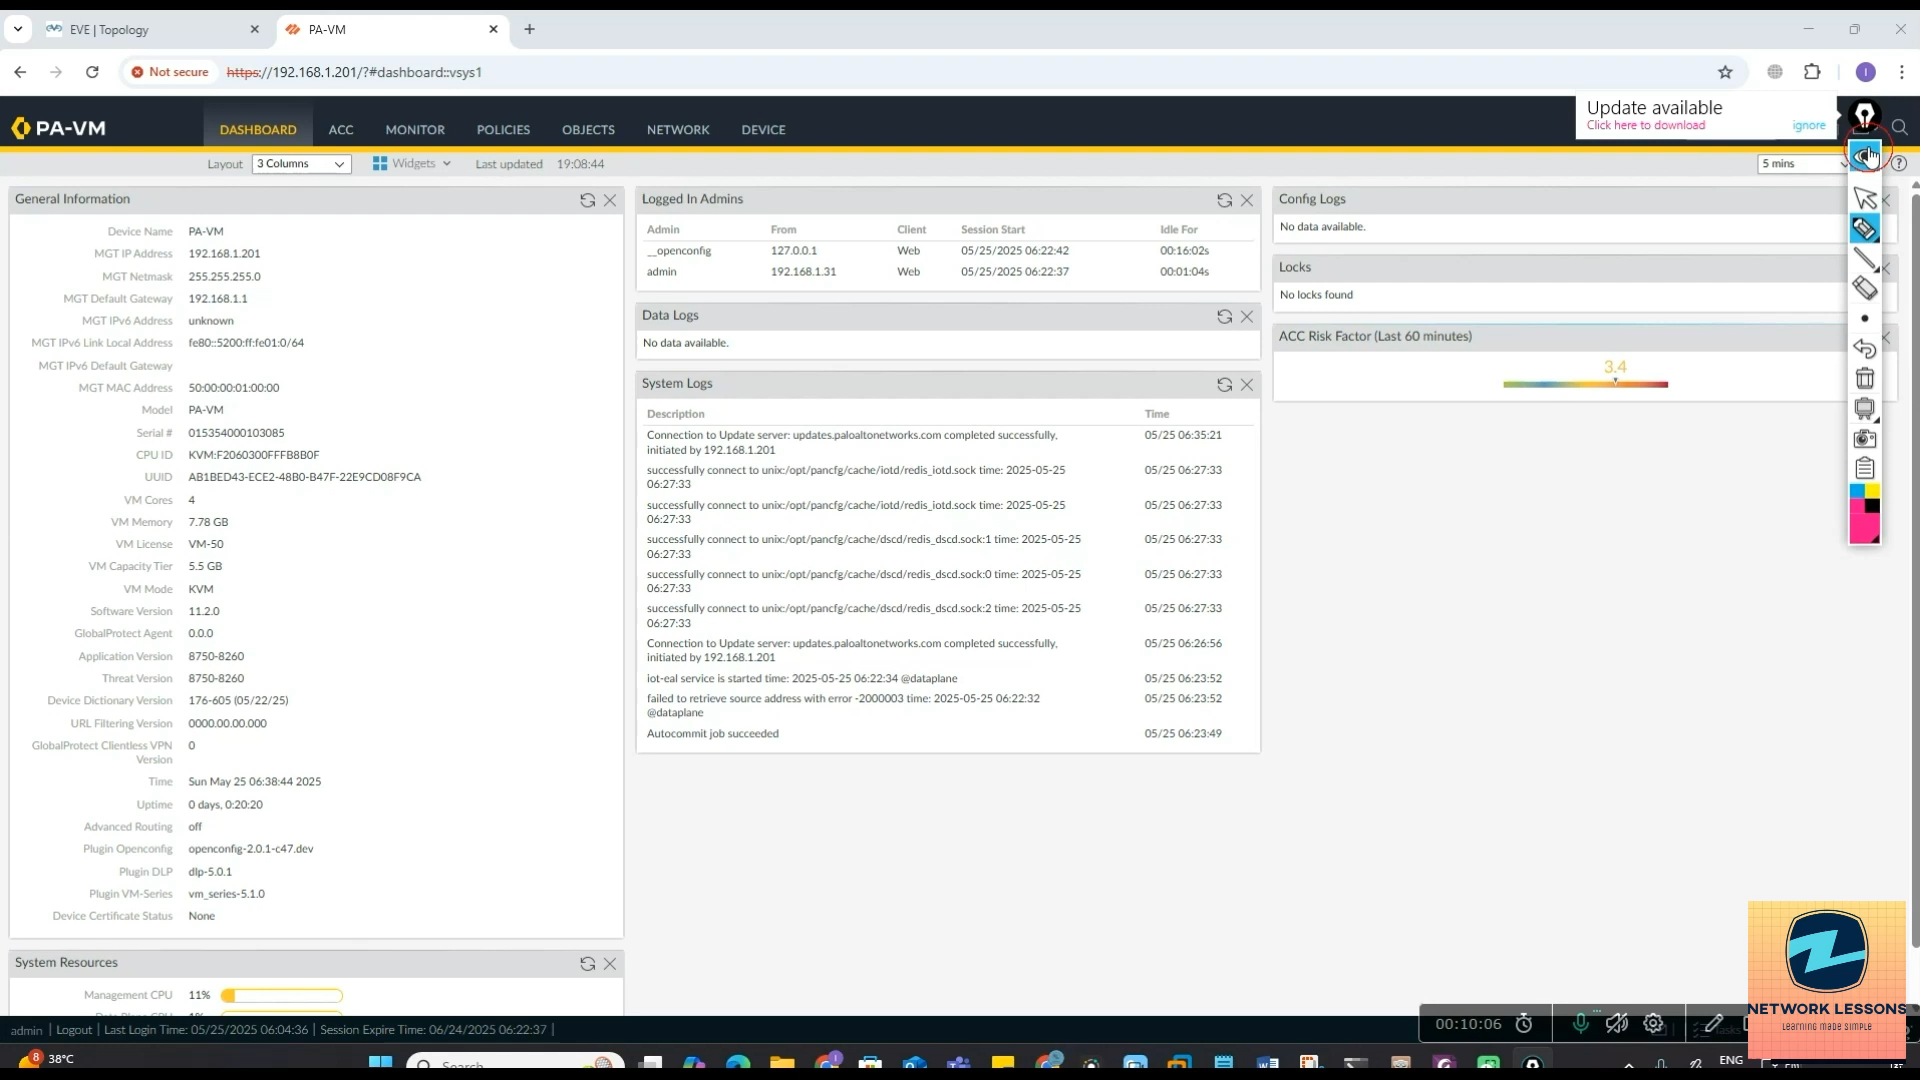 EVE | Topology
PA-VM
Not secure
https://192.168.1.201/?#dashboard::vsys1
Update available
Click here to download
ignore
PA-VM
DASHBOARD
ACC
MONITOR
POLICIES
OBJECTS
NETWORK
DEVICE
Layout
3 Columns
Widgets
Last updated 19:08:44
5 mins
General Information
Device Name PA-VM
MGT IP Address 192.168.1.201
MGT Netmask 255.255.255.0
MGT Default Gateway 192.168.1.1
MGT IPv6 Address unknown
MGT IPv6 Link Local Address fe80::5200:ff:fe01:0/64
MGT IPv6 Default Gateway
MGT MAC Address 50:00:00:01:00:00
Model PA-VM
Serial # 015354000103085
CPU ID KVM:F2060300FFFB8B0F
UUID AB1BED43-ECE2-48B0-B47F-22E9CD08F9CA
VM Cores 4
VM Memory 7.78 GB
VM License VM-50
VM Capacity Tier 5.5 GB
VM Mode KVM
Software Version 11.2.0
GlobalProtect Agent 0.0.0
Application Version 8750-8260
Threat Version 8750-8260
Device Dictionary Version 176-605 (05/22/25)
URL Filtering Version 0000.00.00.000
GlobalProtect Clientless VPN 0
Version
Time Sun May 25 06:38:44 2025
Uptime 0 days, 0:20:20
Advanced Routing off
Plugin Openconfig openconfig-2.0.1-c47.dev
Plugin DLP dlp-5.0.1
Plugin VM-Series vm_series-5.1.0
Device Certificate Status None
System Resources
Management CPU 11%
Logged In Admins
Admin From Client Session Start Idle For
__openconfig 127.0.0.1 Web 05/25/2025 06:22:42 00:16:02s
admin 192.168.1.31 Web 05/25/2025 06:22:37 00:01:04s
Data Logs
No data available.
System Logs
Description Time
Connection to Update server: updates.paloaltonetworks.com completed successfully, 05/25 06:35:21
initiated by 192.168.1.201
successfully connect to unix:/opt/pancfg/cache/iotd/redis_iotd.sock time: 2025-05-25 05/25 06:27:33
06:27:33
successfully connect to unix:/opt/pancfg/cache/iotd/redis_iotd.sock time: 2025-05-25 05/25 06:27:33
06:27:33
successfully connect to unix:/opt/pancfg/cache/dscd/redis_dscd.sock:1 time: 2025-05-25 05/25 06:27:33
06:27:33
successfully connect to unix:/opt/pancfg/cache/dscd/redis_dscd.sock:0 time: 2025-05-25 05/25 06:27:33
06:27:33
successfully connect to unix:/opt/pancfg/cache/dscd/redis_dscd.sock:2 time: 2025-05-25 05/25 06:27:33
06:27:33
Connection to Update server: updates.paloaltonetworks.com completed successfully, 05/25 06:26:56
initiated by 192.168.1.201
iot-eal service is started time: 2025-05-25 06:22:34 @dataplane 05/25 06:23:52
failed to retrieve source address with error -2000003 time: 2025-05-25 06:22:32 05/25 06:23:52
@dataplane
Autocommit job succeeded 05/25 06:23:49
Config Logs
No data available.
Locks
No locks found
ACC Risk Factor (Last 60 minutes)
3.4
admin | Logout | Last Login Time: 05/25/2025 06:04:36 | Session Expire Time: 06/24/2025 06:22:37 |
00:10:06
NETWORK LESSONS
LEARNING MADE SIMPLE
8
38°C
Search
ENG